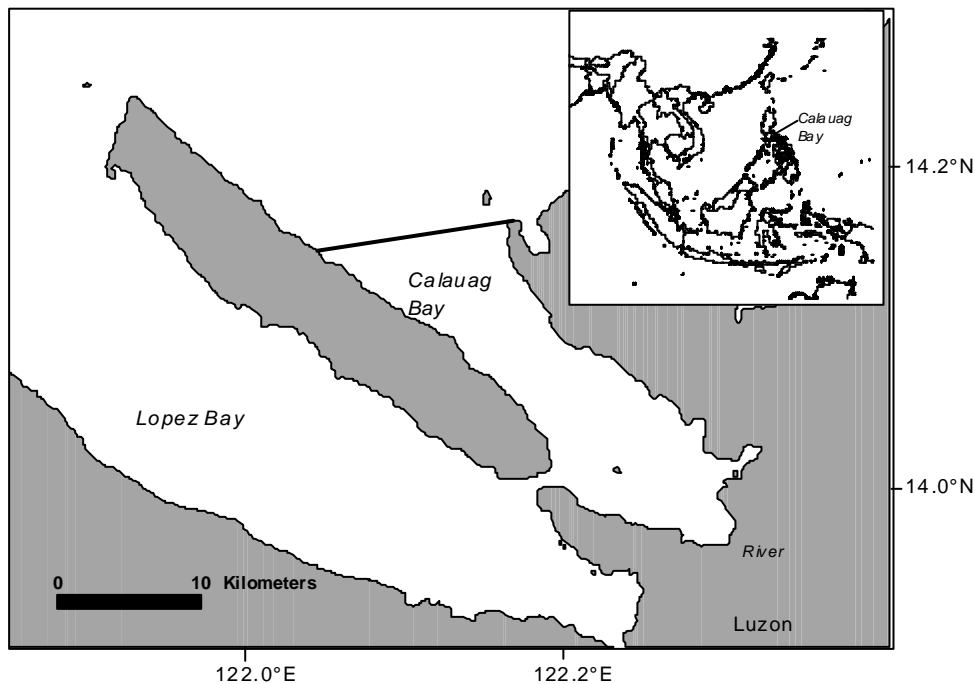 Calauag
Bay
14.2°N
Calauag
Bay
Lopez Bay
14.0°N
River
0 10 Kilometers
Luzon
122.0°E 122.2°E